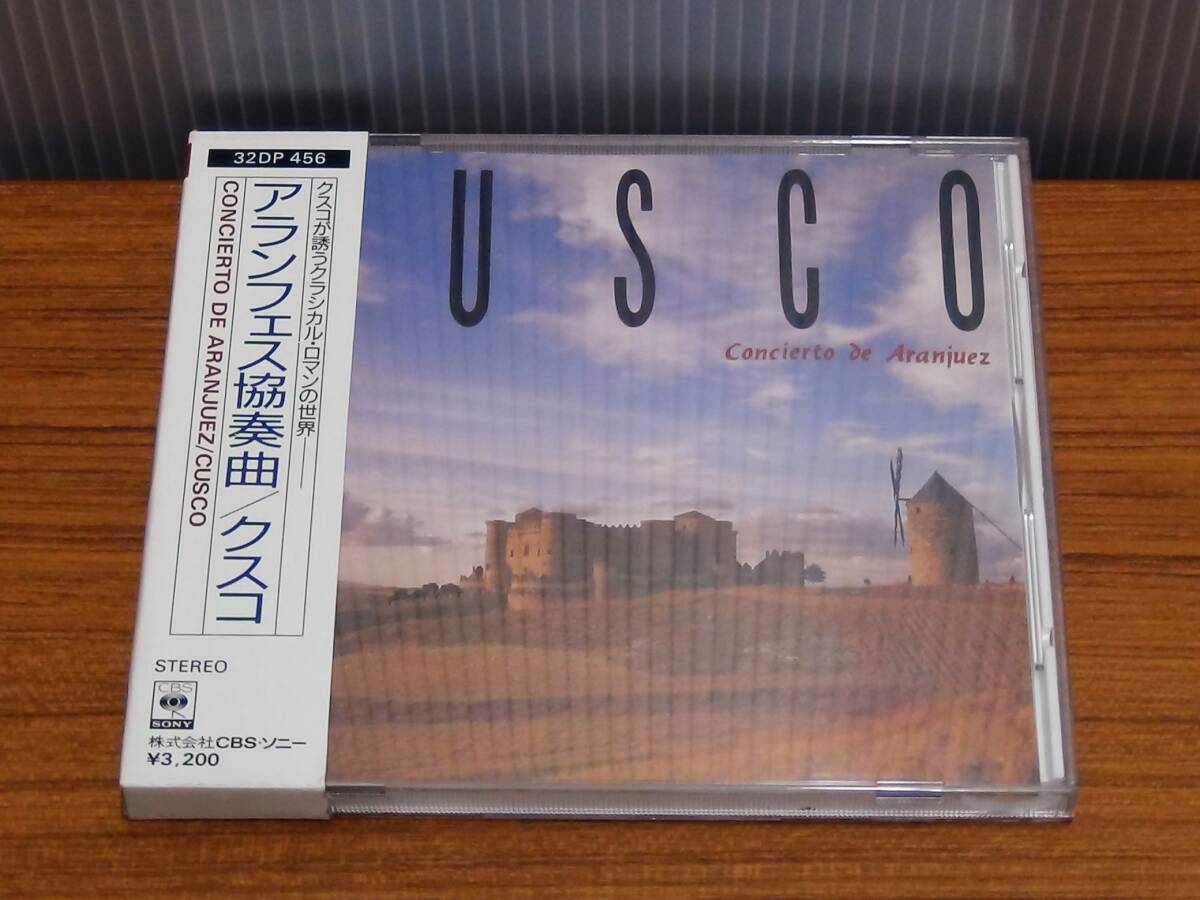 32DP 456
クスコが誘うクラシカル・ロマンの世界――
アランフェス協奏曲/クスコ
CONCIERTO DE ARANJUEZ/CUSCO
STEREO
CBS
SONY
株式会社CBS・ソニー
¥3,200
USCO
Concierto de Aranjuez